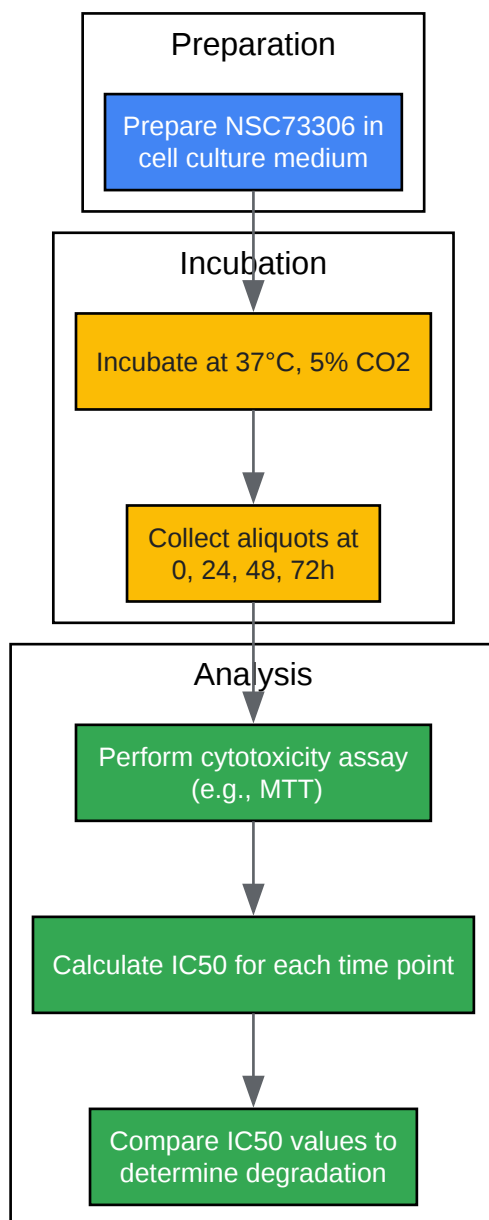 Preparation
Prepare NSC73306 in
cell culture medium
Incubation
Incubate at 37°C, 5% CO2
Collect aliquots at
0, 24, 48, 72h
Analysis
Perform cytotoxicity assay
(e.g., MTT)
Calculate IC50 for each time point
Compare IC50 values to
determine degradation